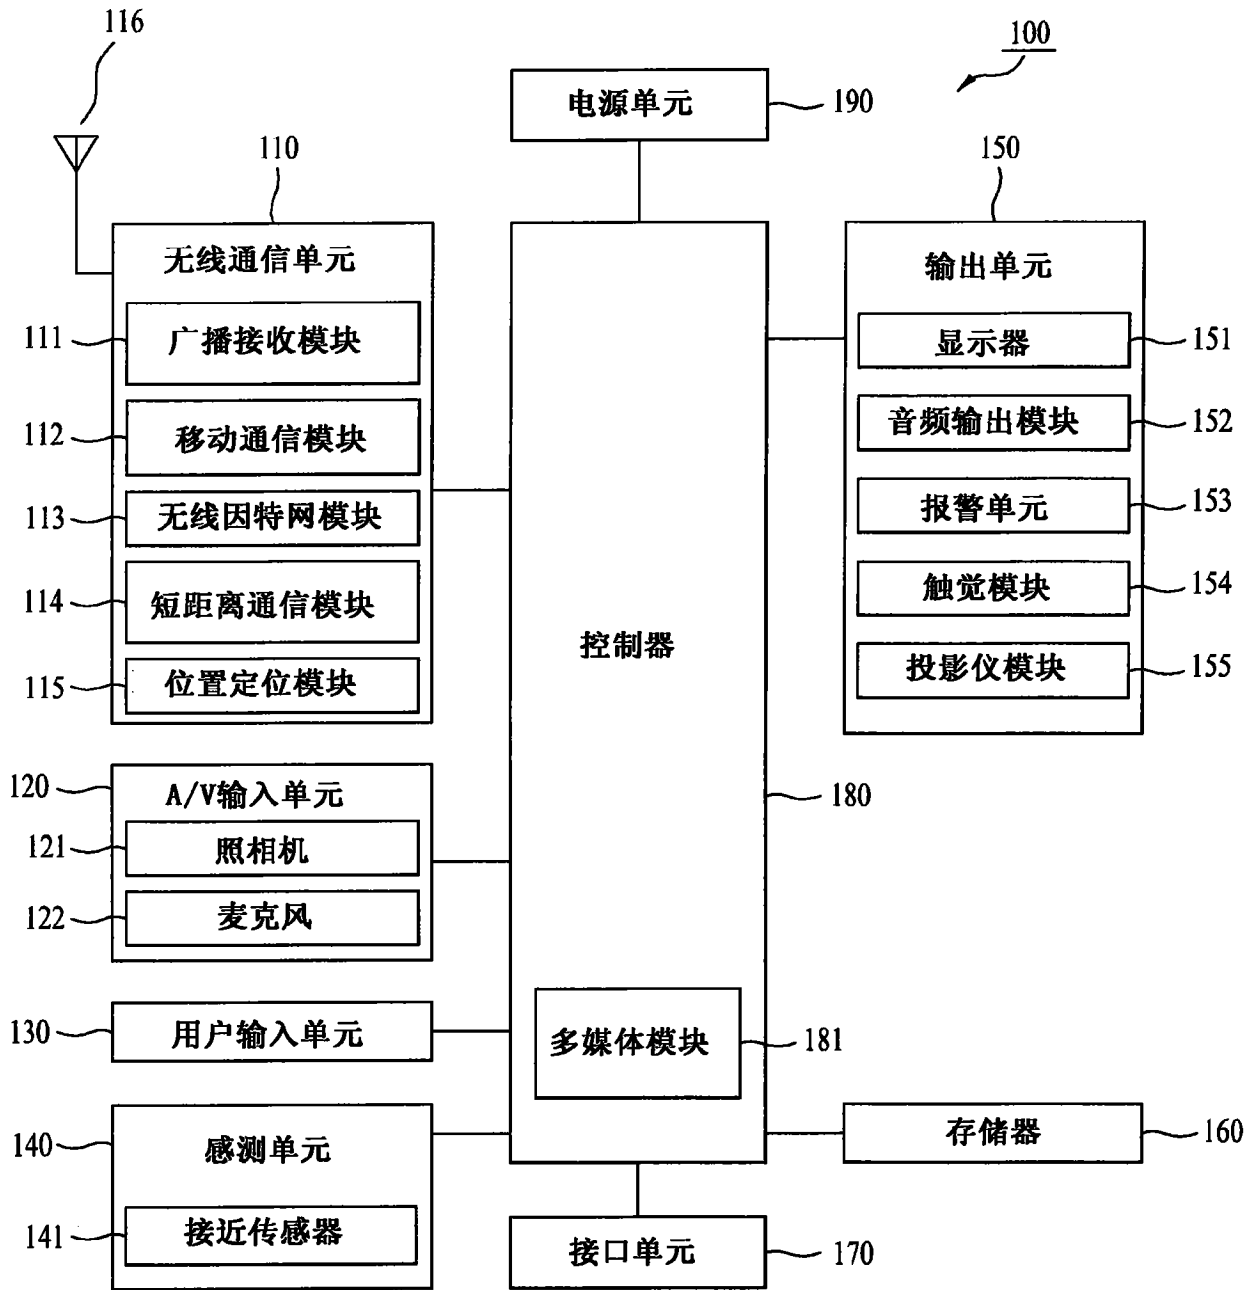 116
100
电源单元
190
110
150
无线通信单元
输出单元
111
广播接收模块
显示器
151
112
移动通信模块
音频输出模块
152
113
无线因特网模块
报警单元
153
114
短距离通信模块
触觉模块
154
控制器
115
位置定位模块
投影仪模块
155
120
A/V输入单元
180
121
照相机
122
麦克风
130
用户输入单元
多媒体模块
181
140
感测单元
存储器
160
141
接近传感器
接口单元
170